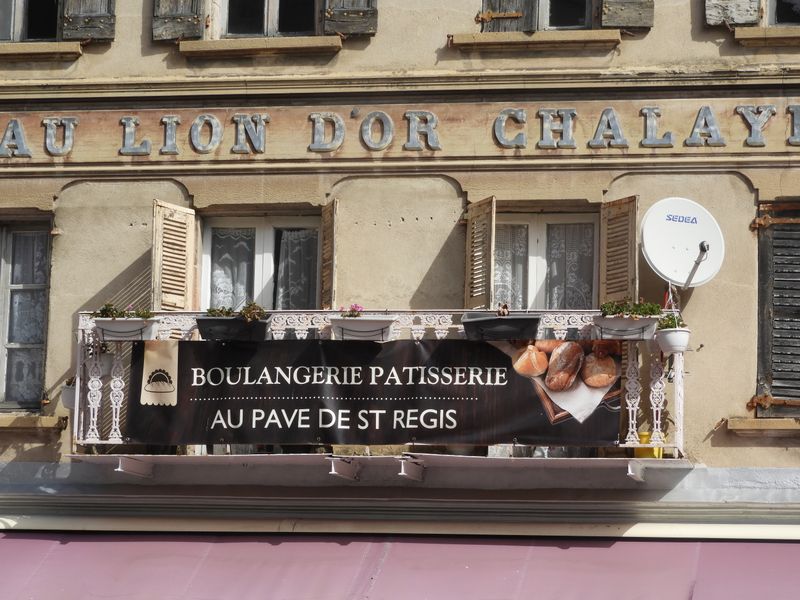 AU LION D'OR CHALAY
SEDEA
BOULANGERIE PATISSERIE
AU PAVE DE ST REGIS